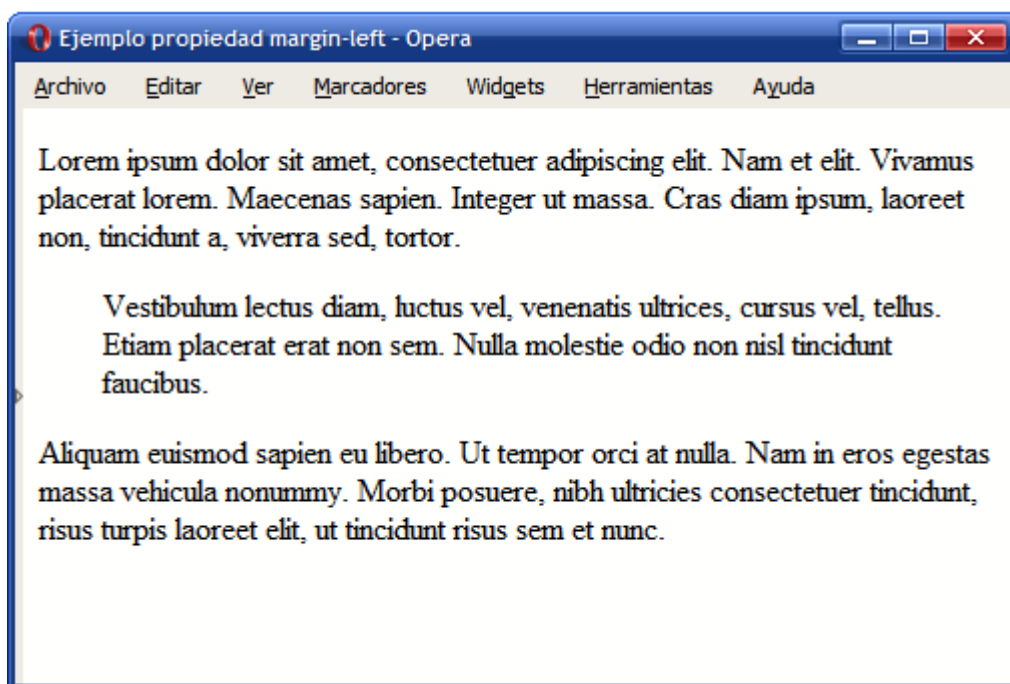 Ejemplo propiedad margin-left - Opera
Archivo Editar Ver Marcadores Widgets Herramientas Ayuda
Lorem ipsum dolor sit amet, consectetuer adipiscing elit. Nam et elit. Vivamus
placerat lorem. Maecenas sapien. Integer ut massa. Cras diam ipsum, laoreet
non, tincidunt a, viverra sed, tortor.
Vestibulum lectus diam, luctus vel, venenatis ultrices, cursus vel, tellus.
Etiam placerat erat non sem. Nulla molestie odio non nisl tincidunt
faucibus.
Aliquam euismod sapien eu libero. Ut tempor orci at nulla. Nam in eros egestas
massa vehicula nonummy. Morbi posuere, nibh ultricies consectetuer tincidunt,
risus turpis laoreet elit, ut tincidunt risus sem et nunc.